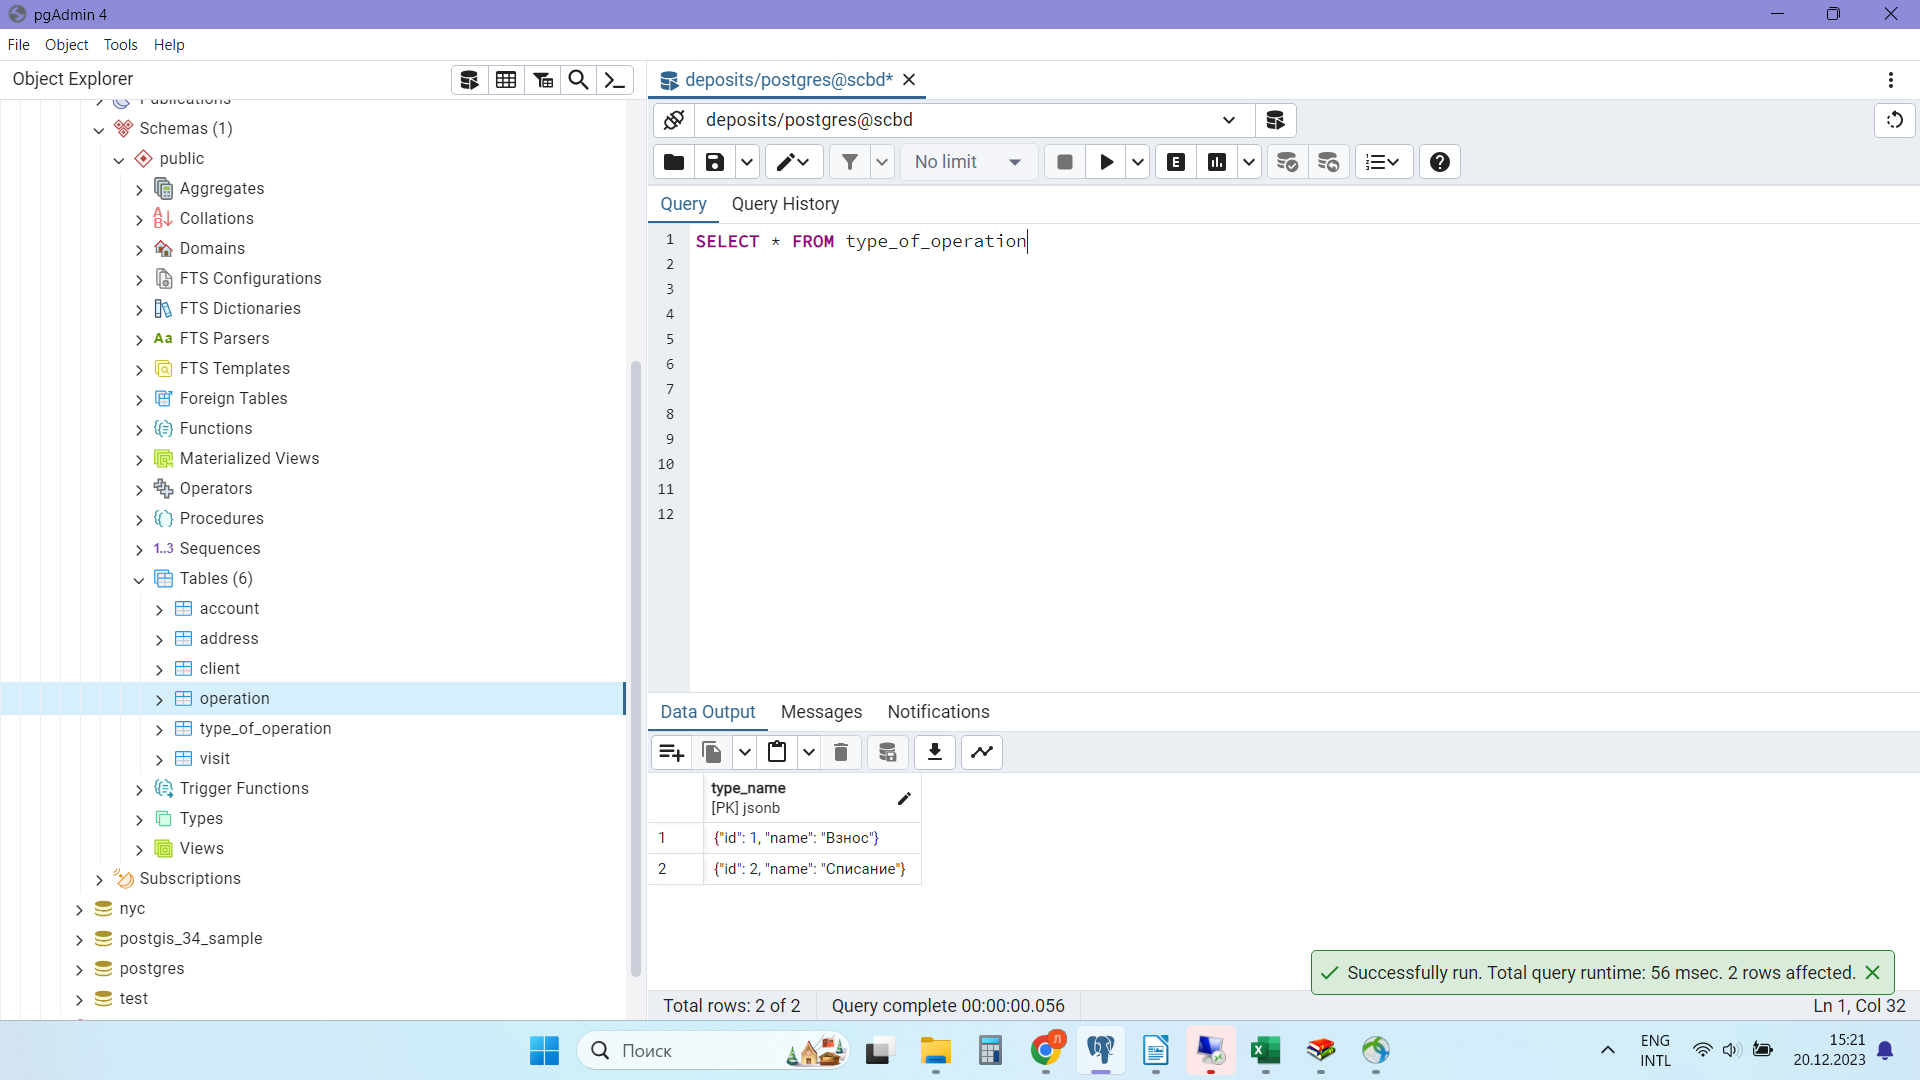 pgAdmin 4
File Object Tools Help
Object Explorer
Publications
Schemas (1)
public
Aggregates
Collations
Domains
FTS Configurations
FTS Dictionaries
Aa FTS Parsers
FTS Templates
Foreign Tables
Functions
Materialized Views
Operators
Procedures
1..3 Sequences
Tables (6)
account
address
client
operation
type_of_operation
visit
Trigger Functions
Types
Views
Subscriptions
nyc
postgis_34_sample
postgres
test
deposits/postgres@scbd*
deposits/postgres@scbd
No limit
E
Query Query History
1 SELECT * FROM type_of_operation
2
3
4
5
6
7
8
9
10
11
12
Data Output Messages Notifications
type_name
[PK] jsonb
1 {"id": 1, "name": "Взнос"}
2 {"id": 2, "name": "Списание"}
Successfully run. Total query runtime: 56 msec. 2 rows affected.
Total rows: 2 of 2 Query complete 00:00:00.056 Ln 1, Col 32
Поиск
Л
ENG
INTL
15:21
20.12.2023